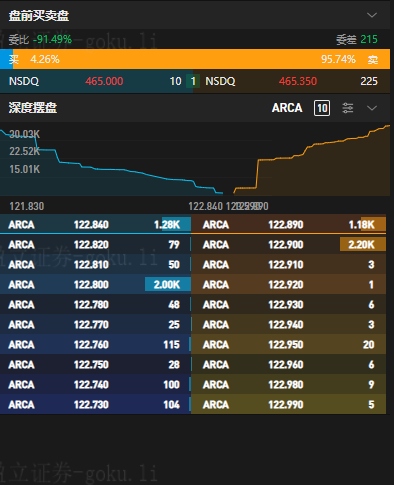 盘前买卖盘
委比 -91.49% 委差 215
买 4.26% 95.74% 卖
NSDQ 465.000 10 1 NSDQ 465.350 225
深度摆盘 ARCA 10
30.03K
22.52K
15.01K
121.830 122.840 122.890
ARCA 122.840 1.28K ARCA 122.890 1.18K
ARCA 122.820 79 ARCA 122.900 2.20K
ARCA 122.810 50 ARCA 122.910 3
ARCA 122.800 2.00K ARCA 122.920 1
ARCA 122.780 48 ARCA 122.930 6
ARCA 122.770 25 ARCA 122.940 3
ARCA 122.760 115 ARCA 122.950 20
ARCA 122.750 28 ARCA 122.960 6
ARCA 122.740 100 ARCA 122.980 9
ARCA 122.730 104 ARCA 122.990 5
立证券-goku.li